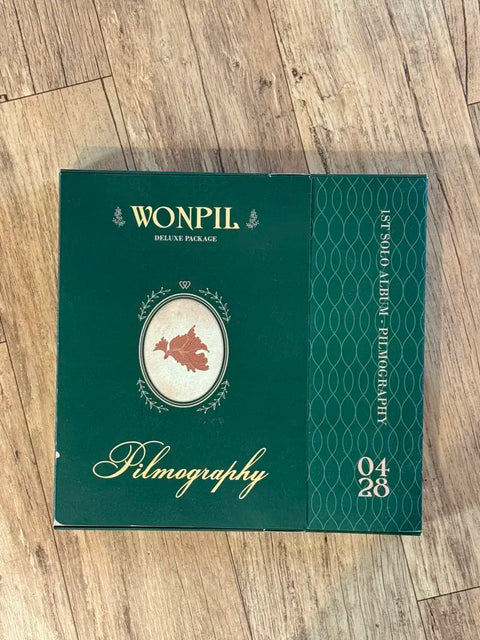 WONPIL
DELUXE PACKAGE
Pilmography
1ST SOLO ALBUM - PILMOGRAPHY
04
28